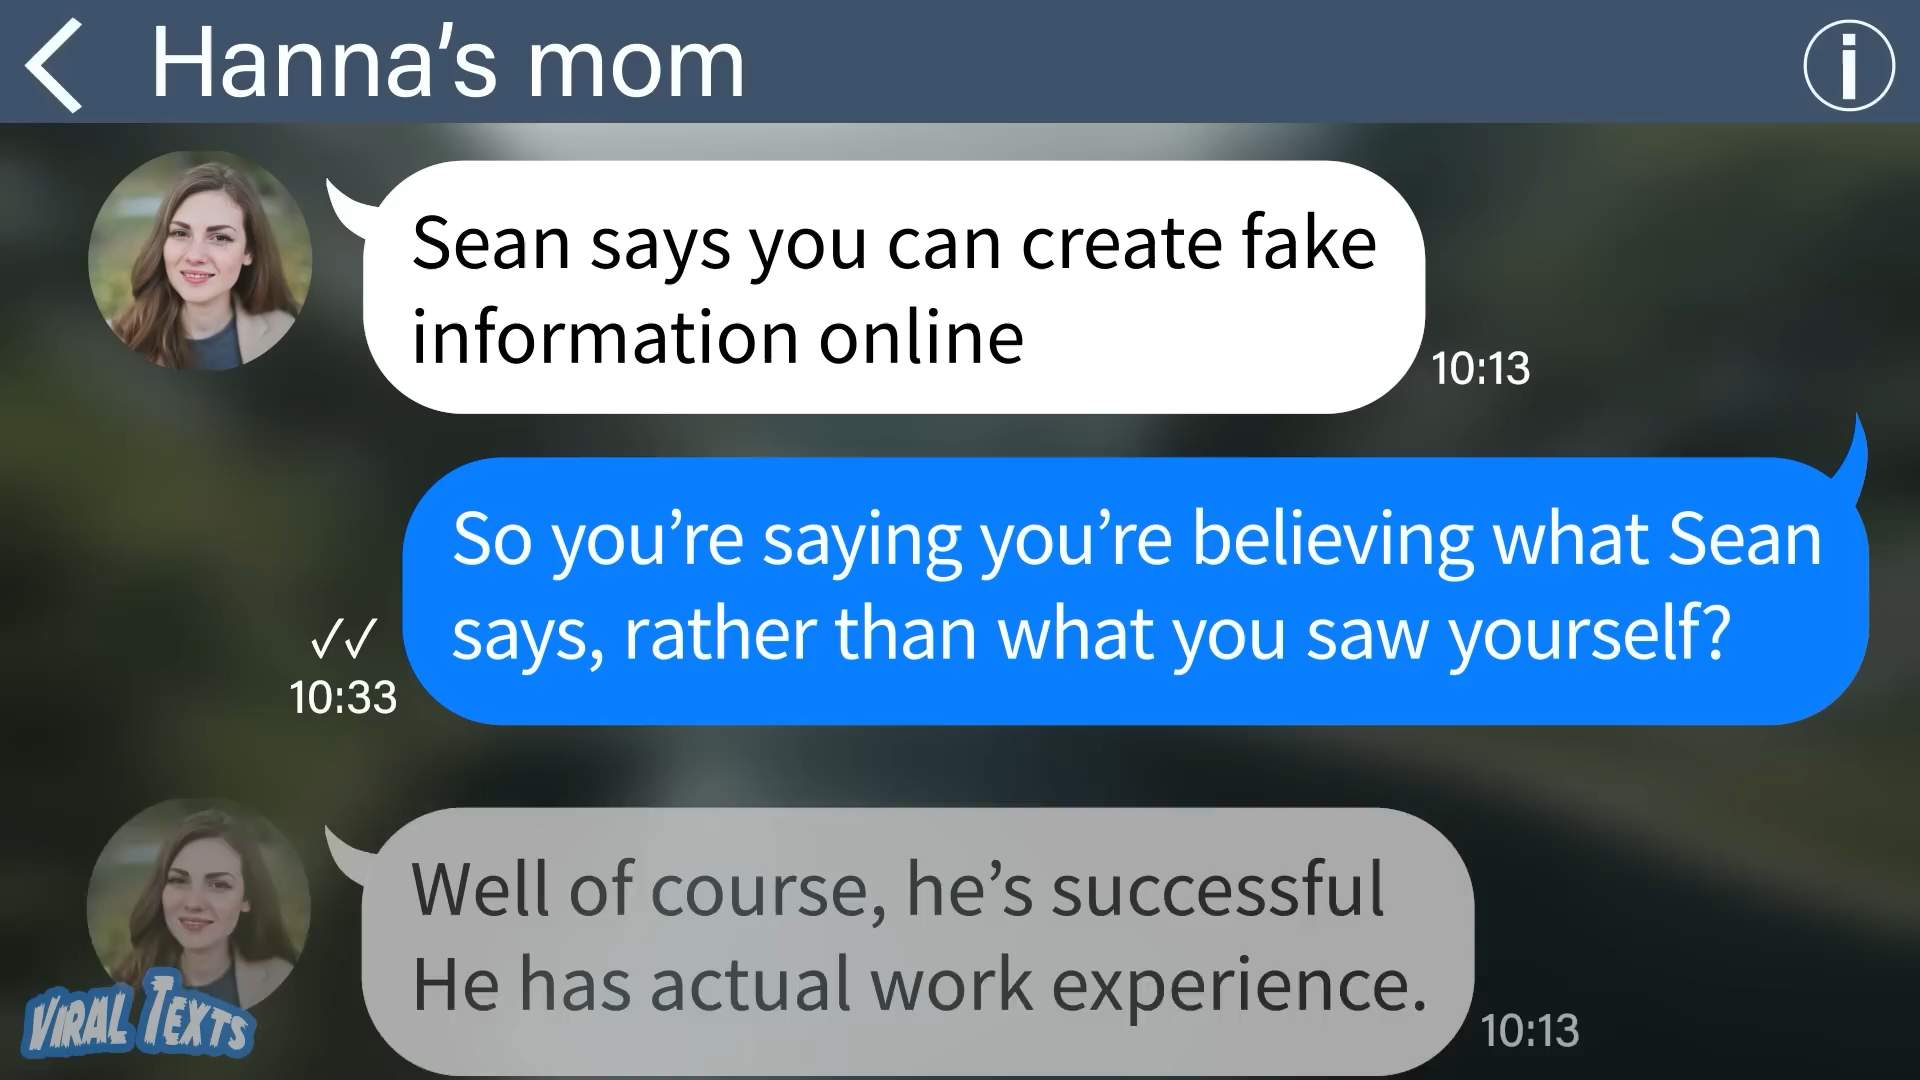 Hanna’s mom
Sean says you can create fake
information online
10:13
So you’re saying you’re believing what Sean
says, rather than what you saw yourself?
✓✓
10:33
Well of course, he’s successful
He has actual work experience.
10:13
VIRAL TEXTS